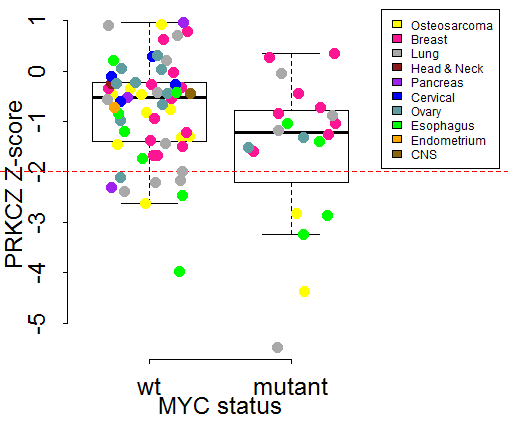 1
0
-1
-2
-3
-4
-5
PRKCZ Z-score
wt mutant
MYC status
Osteosarcoma
Breast
Lung
Head & Neck
Pancreas
Cervical
Ovary
Esophagus
Endometrium
CNS